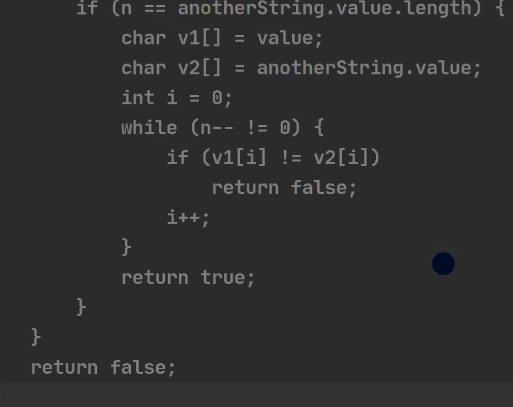 if (n == anotherString.value.length) {
char v1[] = value;
char v2[] = anotherString.value;
int i = 0;
while (n-- != 0) {
if (v1[i] != v2[i])
return false;
i++;
}
return true;
}
}
return false;